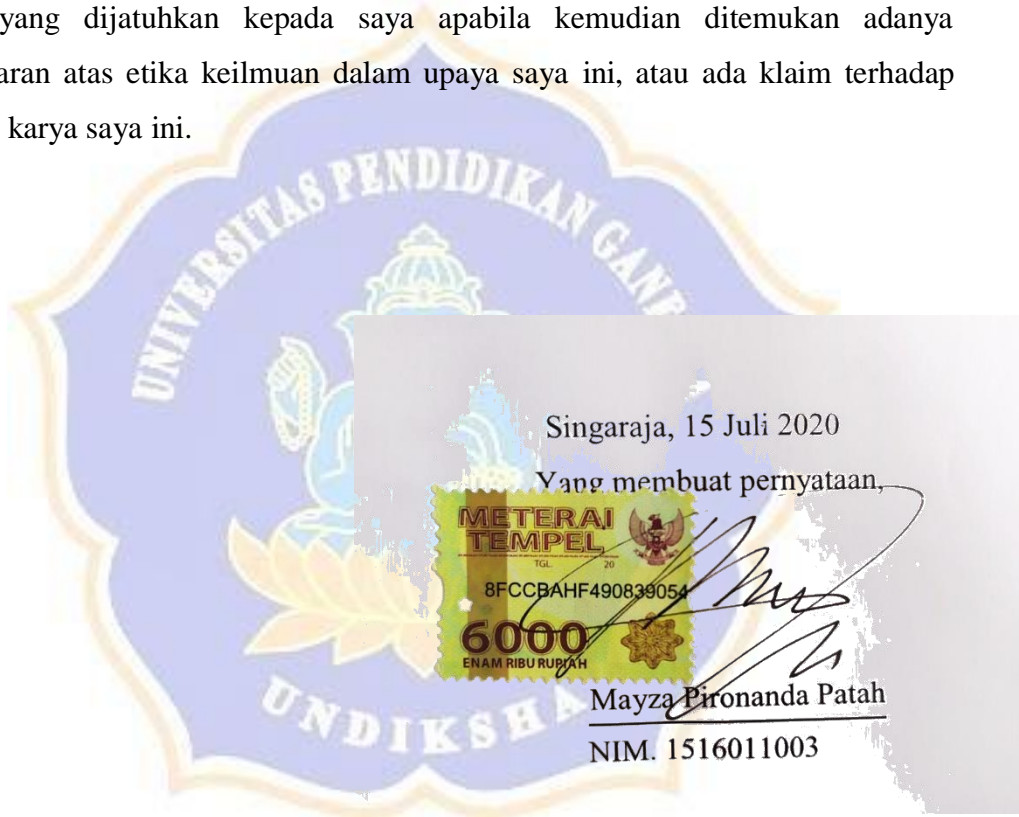 yang dijatuhkan kepada saya apabila kemudian ditemukan adanya
aran atas etika keilmuan dalam upaya saya ini, atau ada klaim terhadap
karya saya ini.
UNIVERSITAS PENDIDIKAN GANE
Singaraja, 15 Juli 2020
Yang membuat pernyataan,
METERAI
TEMPEL
TGL. 20
8FCCBAHF490839054
6000
ENAM RIBU RUPIAH
Mayza Pironanda Patah
NIM. 1516011003
UNDIKSHA